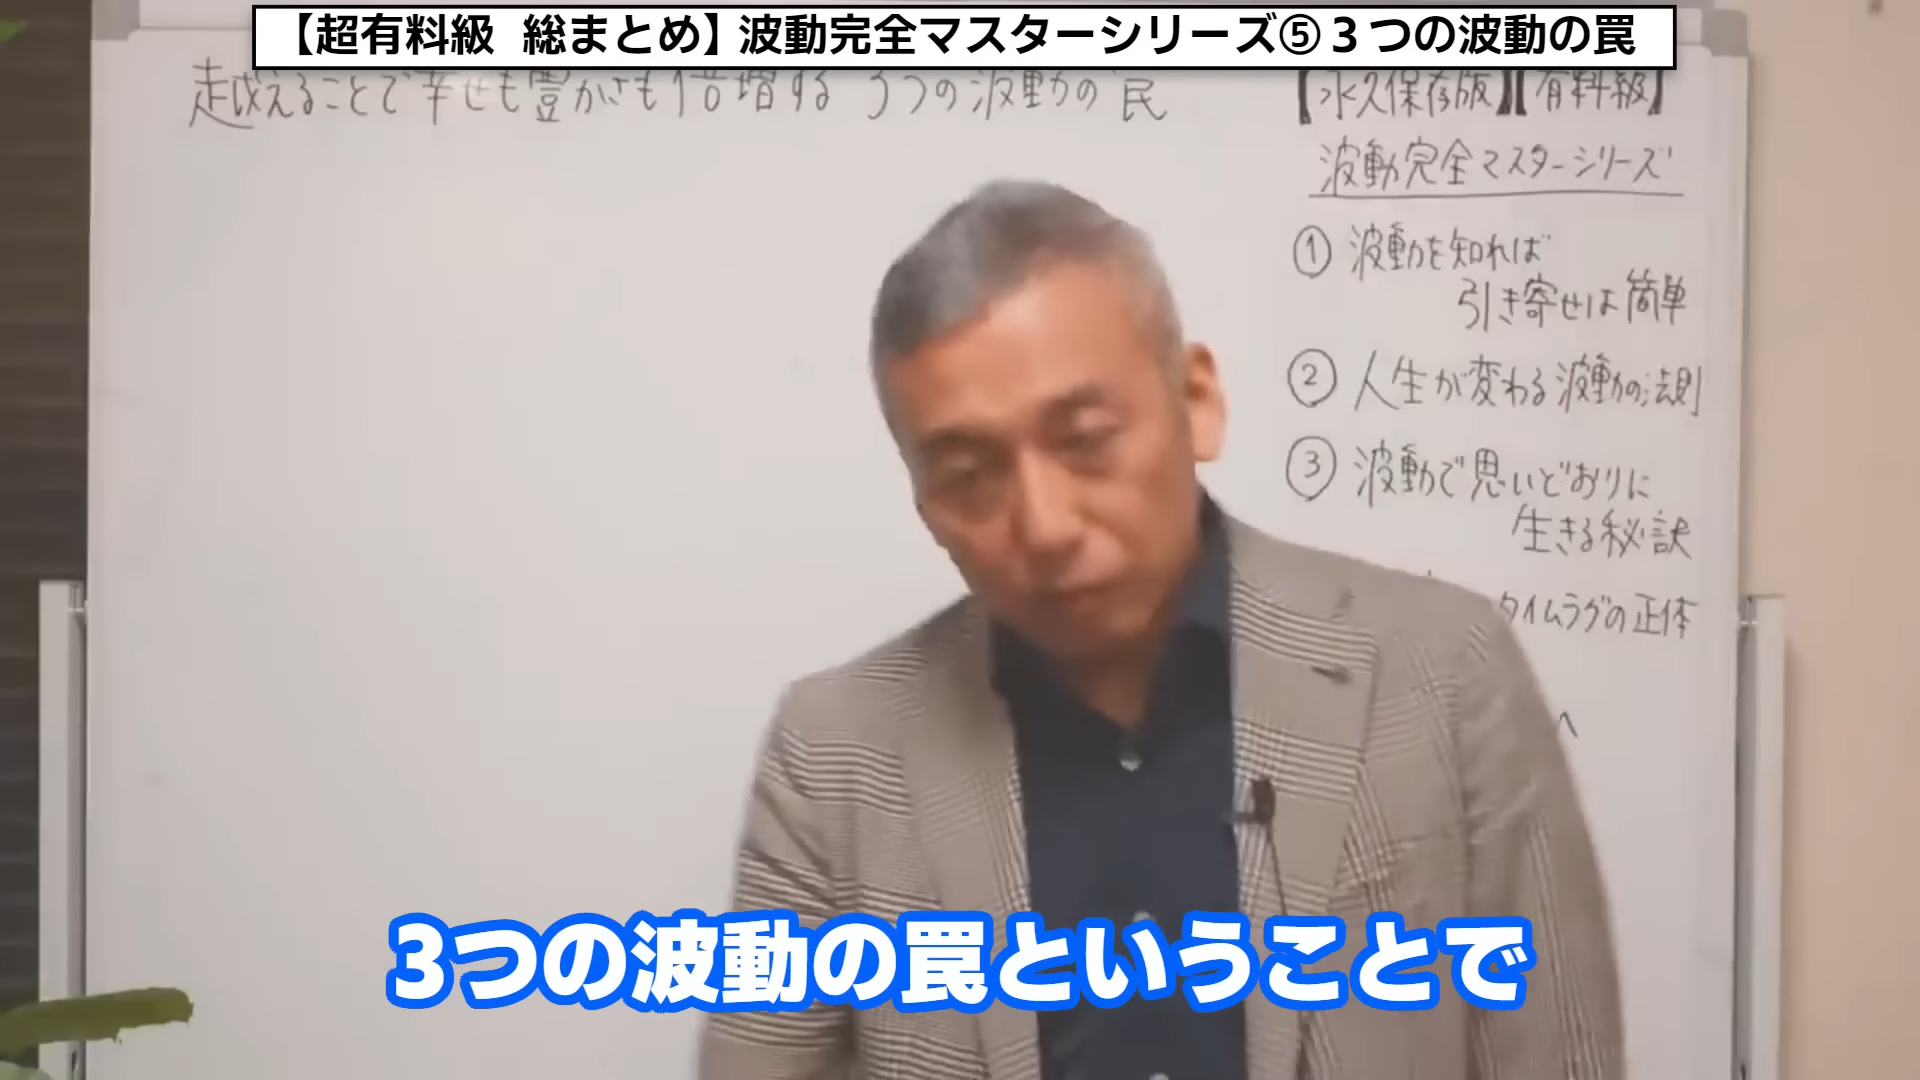 【超有料級 総まとめ】波動完全マスターシリーズ⑤3つの波動の罠
越えることで幸せも豊かさも倍増する 3つの波動の罠
【永久保存版】【有料級】
波動完全マスターシリーズ
① 波動を知れば
引き寄せは簡単
② 人生が変わる波動の法則
③ 波動で思いどおりに
生きる秘訣
タイムラグの正体
へ
3つの波動の罠ということで